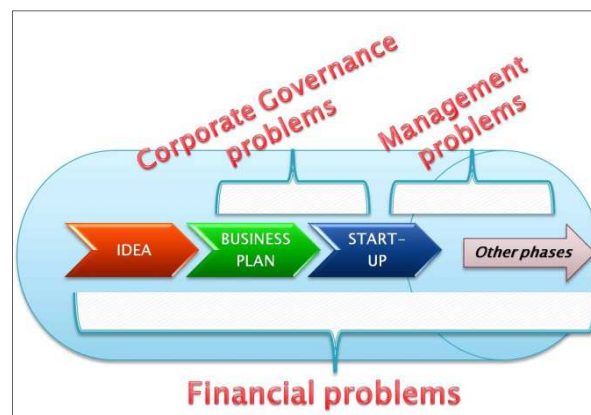 Corporate Governance
problems
Management
problems
IDEA
BUSINESS
PLAN
START-
UP
Other phases
Financial problems